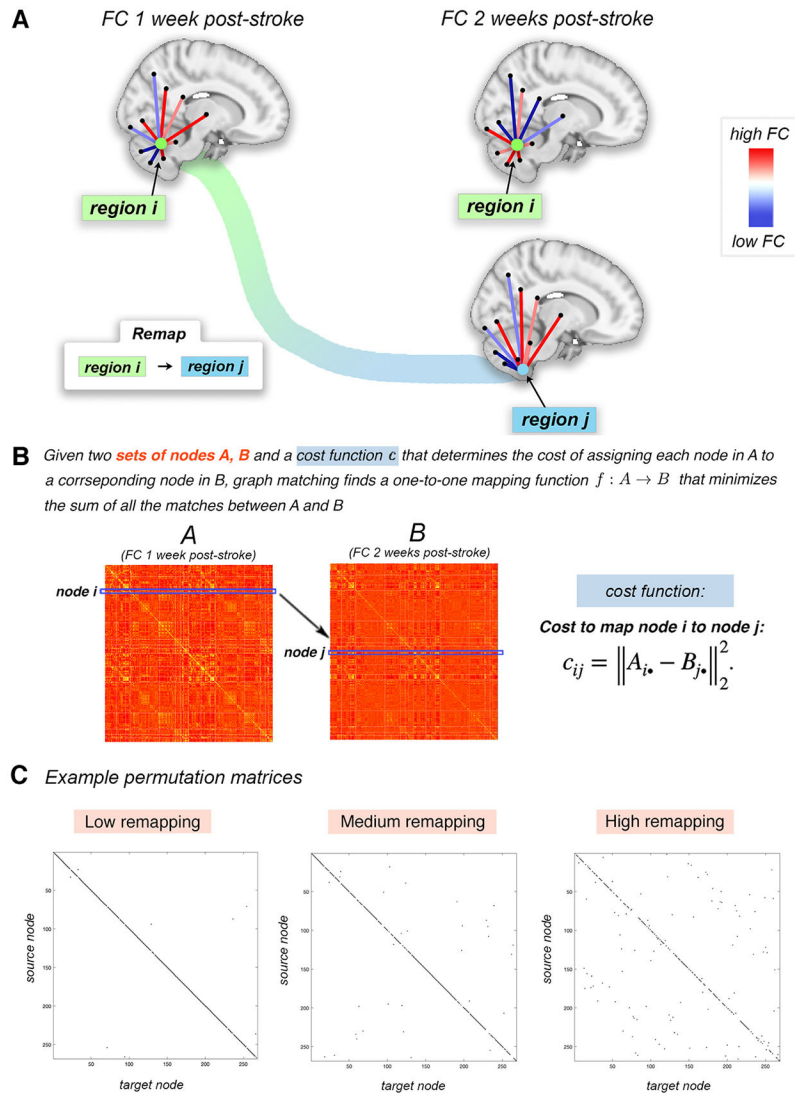 A
FC 1 week post-stroke
FC 2 weeks post-stroke
high FC
low FC
region i
region i
Remap
region i → region j
region j
B
Given two sets of nodes A, B and a cost function c that determines the cost of assigning each node in A to
a corrseponding node in B, graph matching finds a one-to-one mapping function f : A → B that minimizes
the sum of all the matches between A and B
A
(FC 1 week post-stroke)
B
(FC 2 weeks post-stroke)
node i
node j
cost function:
Cost to map node i to node j:
c_{ij} = ‖A_{i•} − B_{j•}‖₂².
C
Example permutation matrices
Low remapping
Medium remapping
High remapping
source node
50
100
150
200
250
50 100 150 200 250
target node
source node
50
100
150
200
250
50 100 150 200 250
target node
source node
50
100
150
200
250
50 100 150 200 250
target node